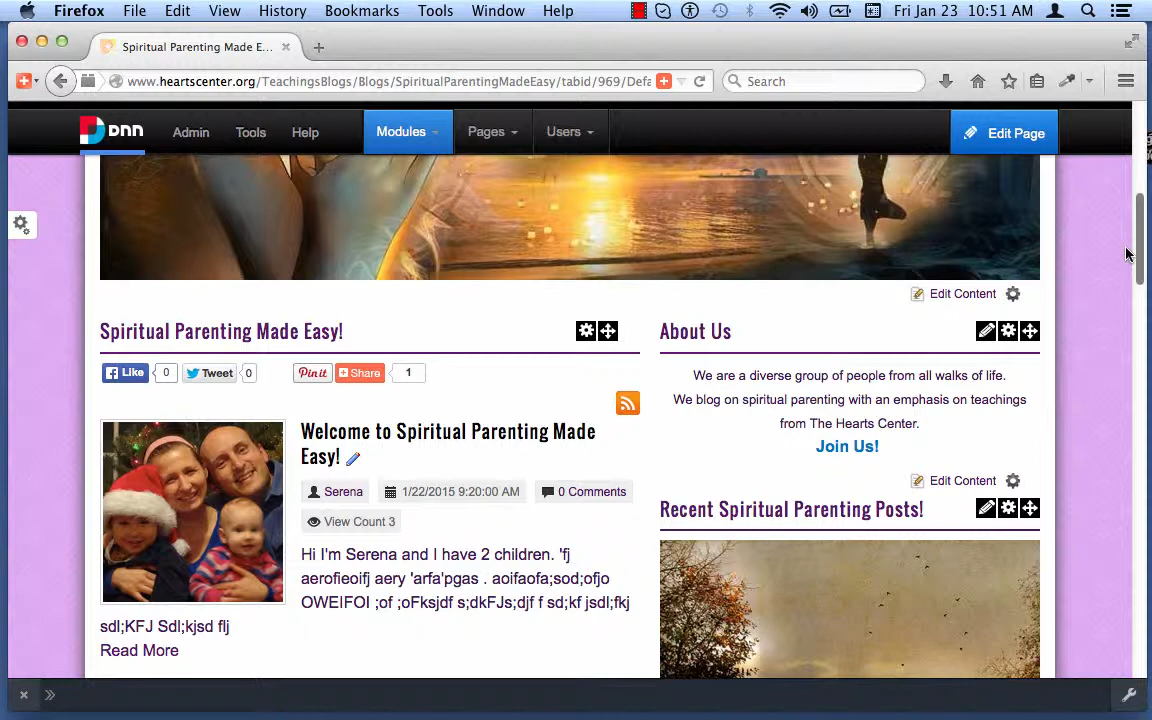 Firefox File Edit View History Bookmarks Tools Window Help Fri Jan 23 10:51 AM
Spiritual Parenting Made E...
www.heartscenter.org/TeachingsBlogs/Blogs/SpiritualParentingMadeEasy/tabid/969/Defa Search
DNN Admin Tools Help Modules Pages Users Edit Page
Edit Content
Spiritual Parenting Made Easy!
About Us
Like 0 Tweet 0 Pin it Share 1
We are a diverse group of people from all walks of life.
We blog on spiritual parenting with an emphasis on teachings
from The Hearts Center.
Join Us!
Edit Content
Welcome to Spiritual Parenting Made
Easy!
Serena 1/22/2015 9:20:00 AM 0 Comments
View Count 3
Recent Spiritual Parenting Posts!
Hi I'm Serena and I have 2 children. 'fj
aerofieoifj aery 'arfa'pgas . aoifaofa;sod;ofjo
OWEIFOI ;of ;oFksjdf s;dkFJs;djf f sd;kf jsdl;fkj
sdl;KFJ Sdl;kjsd flj
Read More